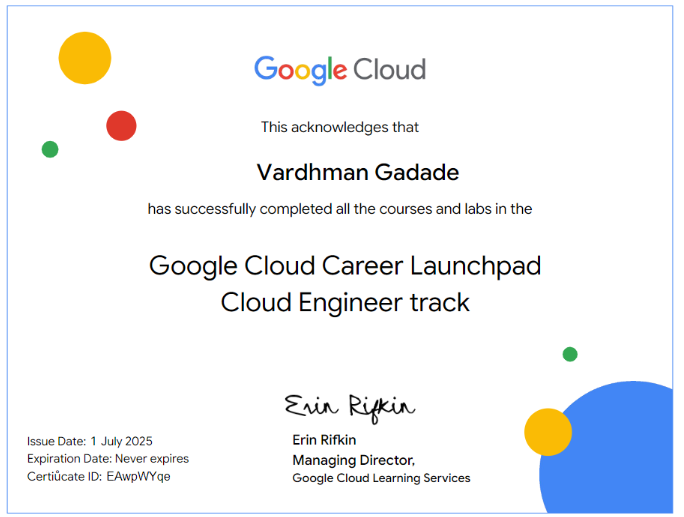 Google Cloud
This acknowledges that
Vardhman Gadade
has successfully completed all the courses and labs in the
Google Cloud Career Launchpad
Cloud Engineer track
Erin Rifkin
Issue Date: 1 July 2025
Expiration Date: Never expires
Certiůcate ID: EAwpWYqe
Erin Rifkin
Managing Director,
Google Cloud Learning Services